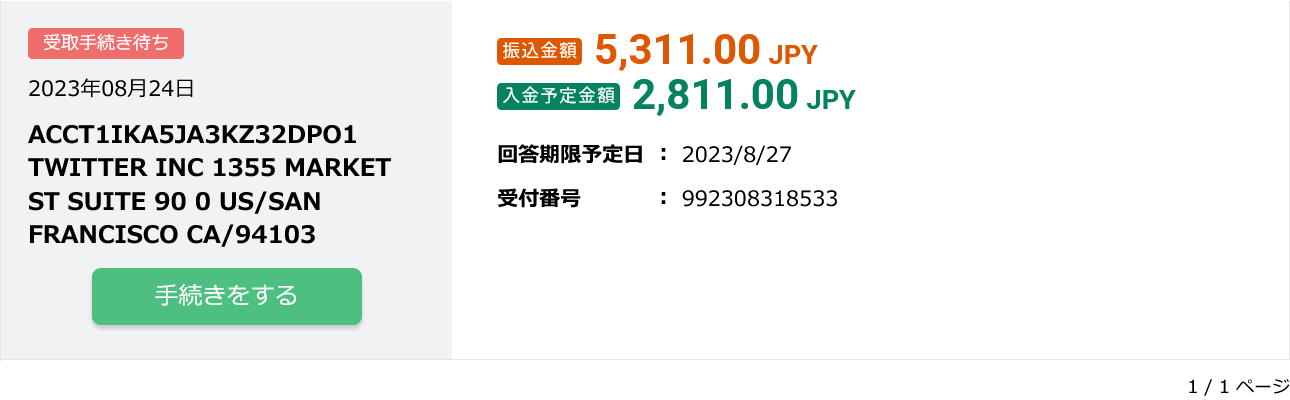 受取手続き待ち
2023年08月24日
ACCT1IKA5JA3KZ32DPO1
TWITTER INC 1355 MARKET
ST SUITE 90 0 US/SAN
FRANCISCO CA/94103
手続きをする
振込金額 5,311.00 JPY
入金予定金額 2,811.00 JPY
回答期限予定日 : 2023/8/27
受付番号 : 992308318533
1 / 1 ページ